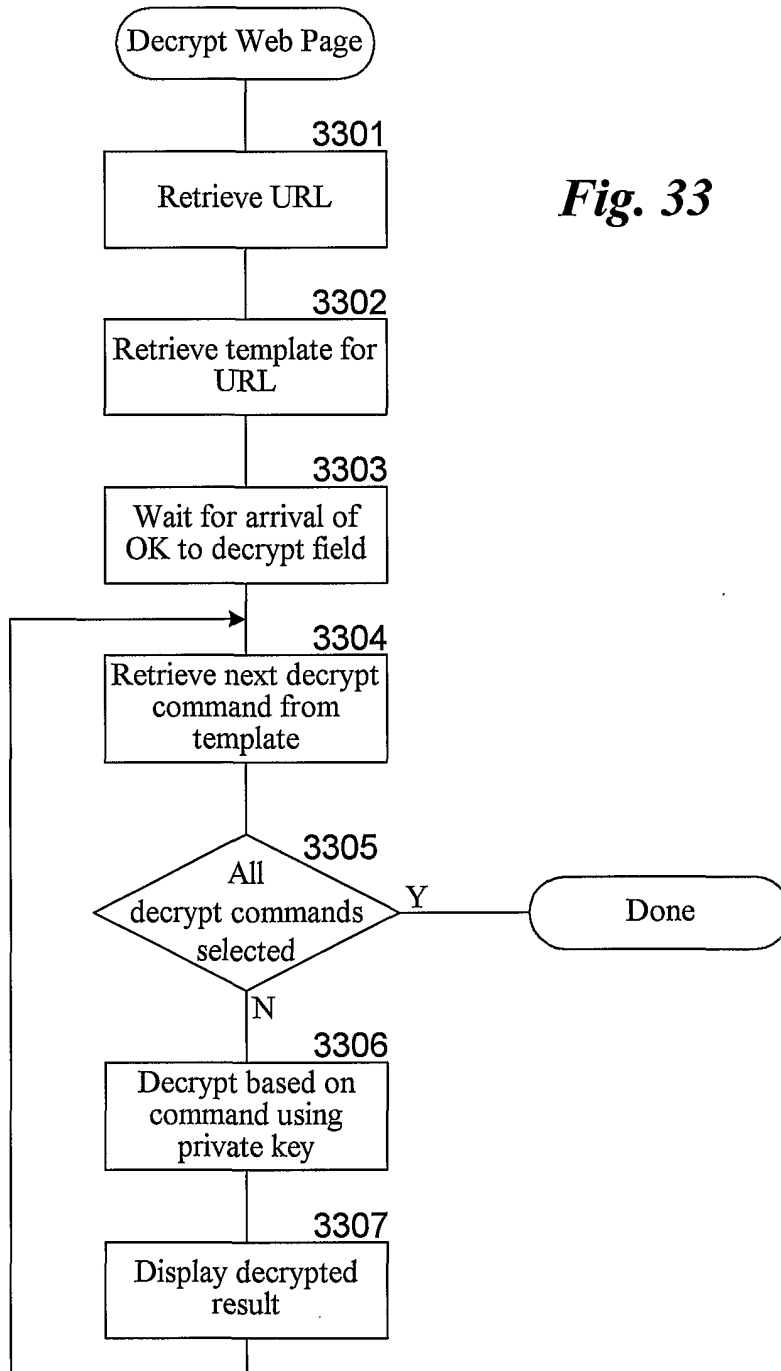 Decrypt Web Page
3301
Retrieve URL
Fig. 33
3302
Retrieve template for
URL
3303
Wait for arrival of
OK to decrypt field
3304
Retrieve next decrypt
command from
template
3305
All
decrypt commands
selected
Y
Done
N
3306
Decrypt based on
command using
private key
3307
Display decrypted
result